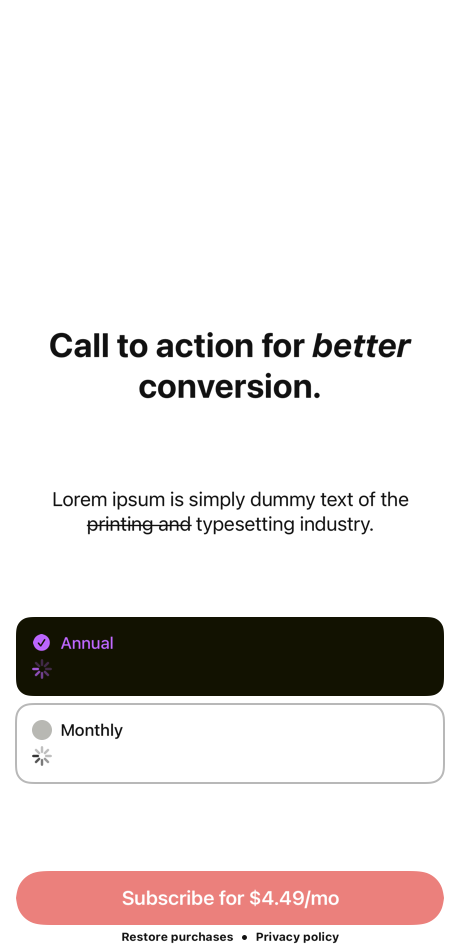 Call to action for better
conversion.
Lorem ipsum is simply dummy text of the
printing and typesetting industry.
Annual
Monthly
Subscribe for $4.49/mo
Restore purchases • Privacy policy